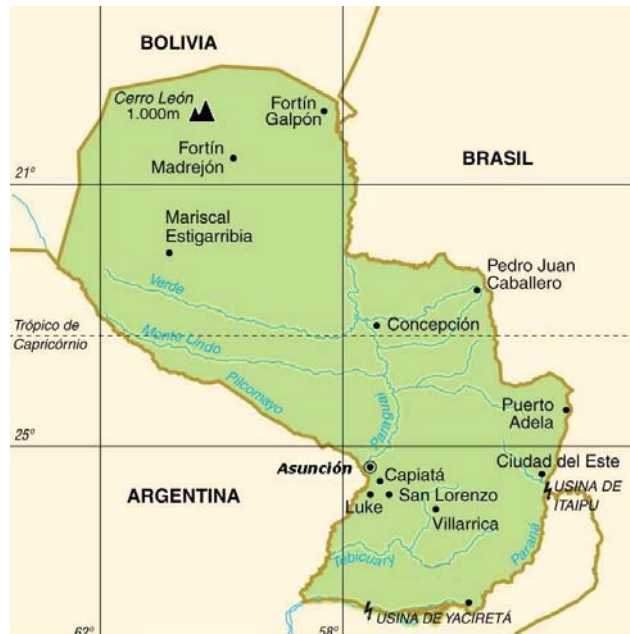 BOLIVIA
Cerro León
1.000m
Fortín
Galpón
Fortín
Madrejón
BRASIL
21º
Mariscal
Estigarribia
Pedro Juan
Caballero
Verde
Trópico de
Capricórnio
Concepción
Monte Lindo
Pilcomayo
Paraguai
Puerto
Adela
25º
Asunción
Ciudad del Este
Capiatá
USINA DE
ITAIPU
ARGENTINA
Luke
San Lorenzo
Villarrica
Paraná
Tebicuary
USINA DE YACIRETÁ
62º
58º